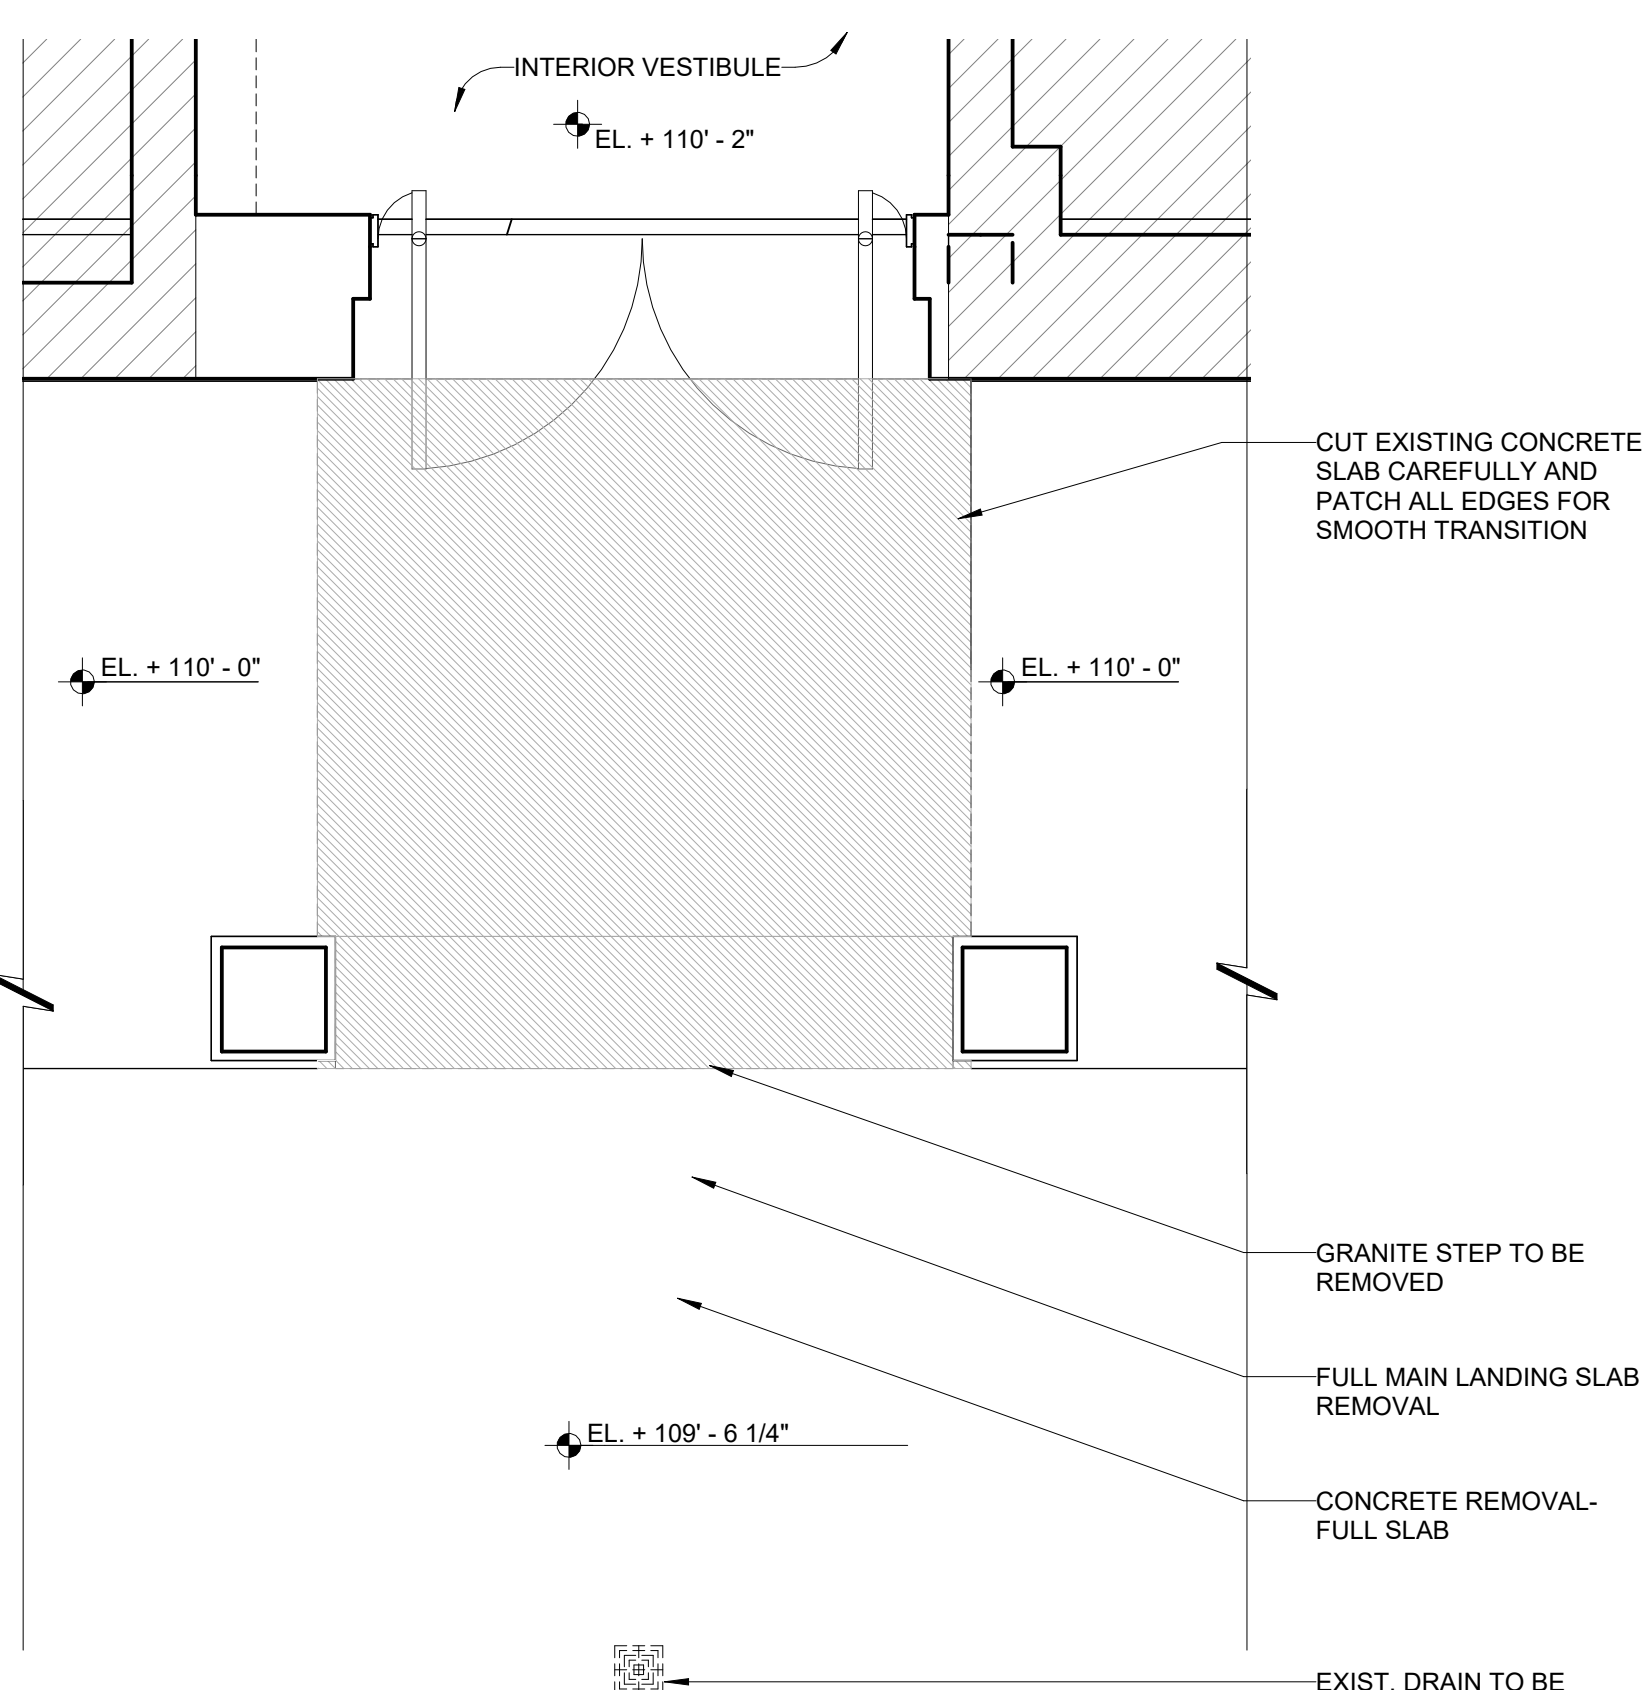 INTERIOR VESTIBULE
EL. + 110' - 2"
CUT EXISTING CONCRETE
SLAB CAREFULLY AND
PATCH ALL EDGES FOR
SMOOTH TRANSITION
EL. + 110' - 0"
EL. + 110' - 0"
GRANITE STEP TO BE
REMOVED
FULL MAIN LANDING SLAB
REMOVAL
EL. + 109' - 6 1/4"
CONCRETE REMOVAL-
FULL SLAB
EXIST. DRAIN TO BE